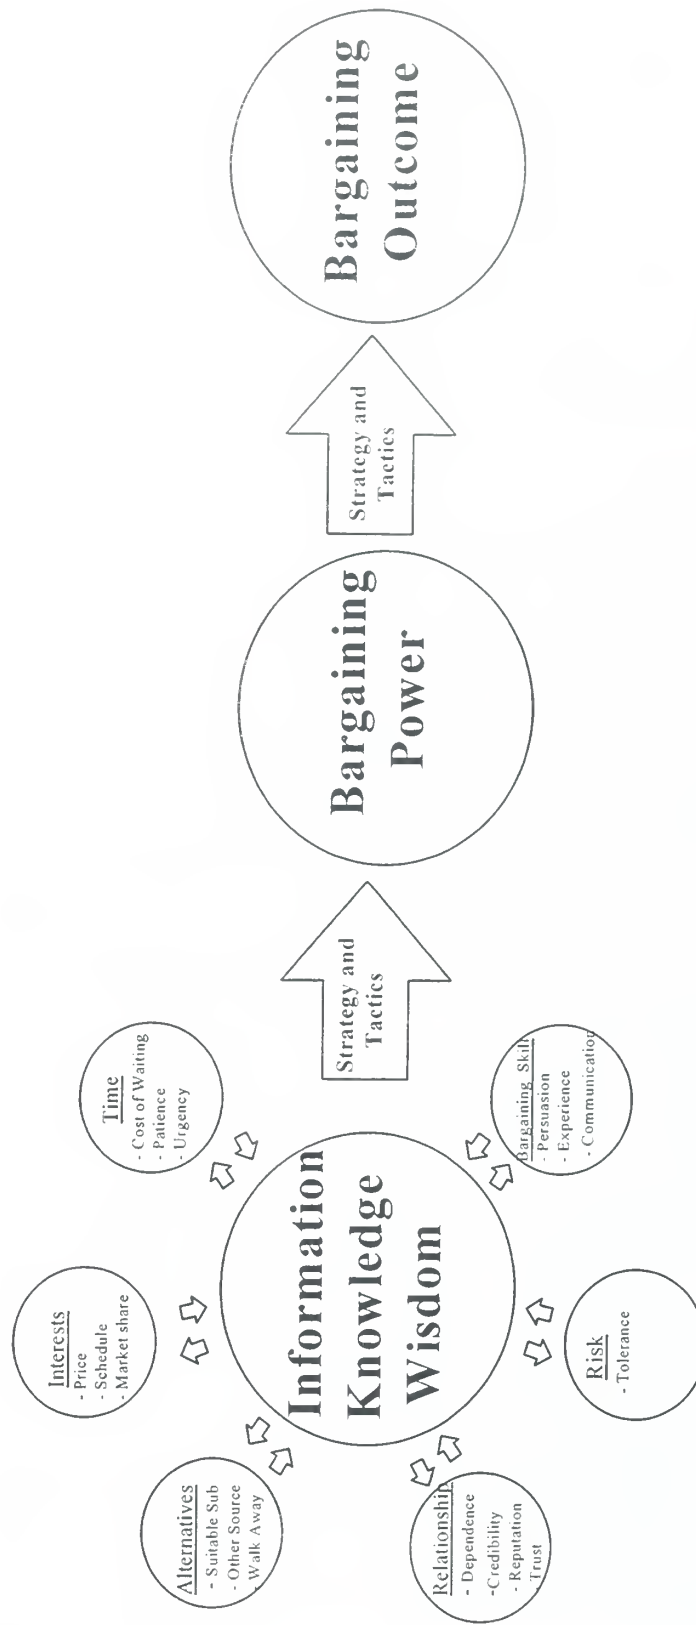 Alternatives
- Suitable Sub
- Other Source
- Walk Away
Interests
- Price
- Schedule
- Market share
Time
- Cost of Waiting
- Patience
- Urgency
Information
Knowledge
Wisdom
Relationship
- Dependence
-Credibility
- Reputation
Trust
Risk
- Tolerance
Bargaining Skill
- Persuasion
- Experience
- Communication
Strategy and
Tactics
Bargaining
Power
Strategy and
Tactics
Bargaining
Outcome